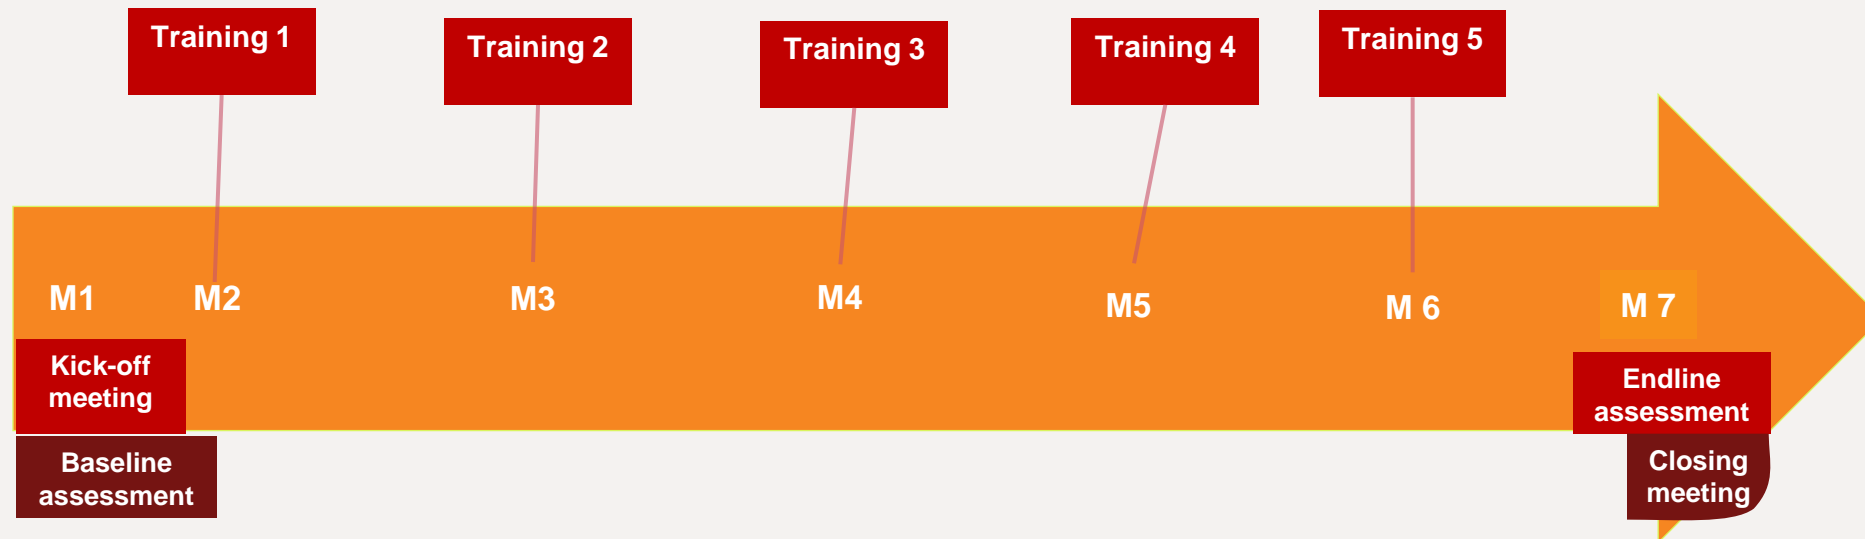 Training 1
Training 2
Training 3
Training 4
Training 5
M1
M2
M3
M4
M5
M 6
M 7
Kick-off
meeting
Baseline
assessment
Endline
assessment
Closing
meeting